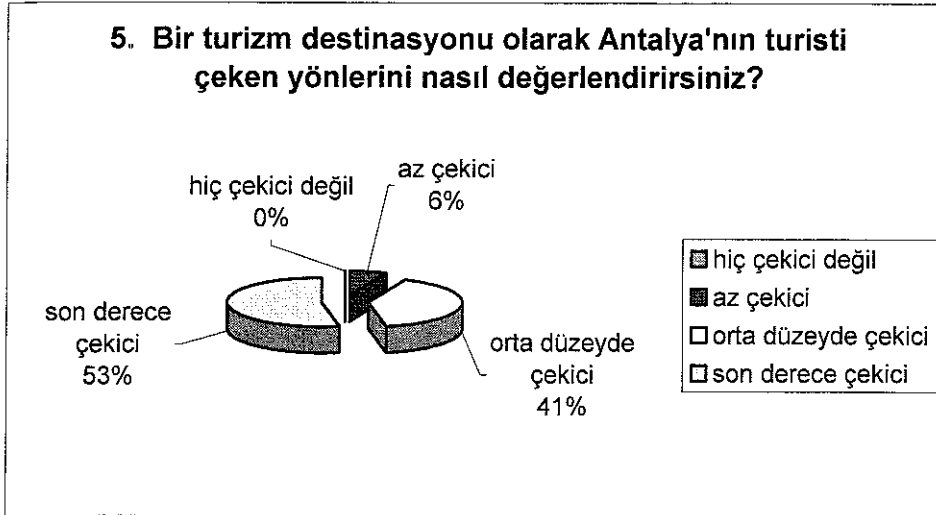 5. Bir turizm destinasyonu olarak Antalya'nın turisti
çeken yönlerini nasıl değerlendirirsiniz?
hiç çekici değil
0%
az çekici
6%
son derece
çekici
53%
orta düzeyde
çekici
41%
hiç çekici değil
az çekici
orta düzeyde çekici
son derece çekici